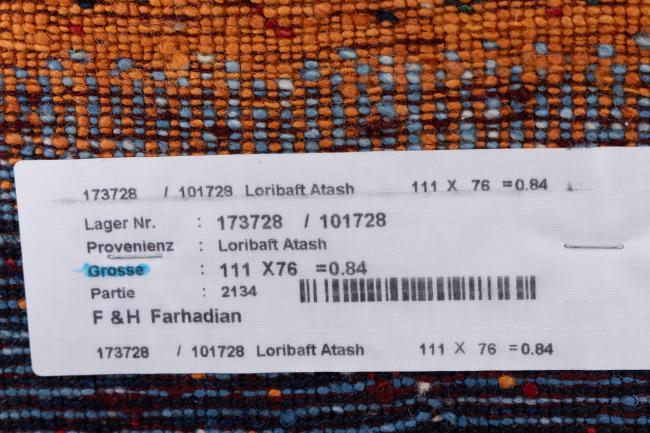 173728 / 101728 Loribaft Atash 111 X 76 =0.84
Lager Nr. : 173728 / 101728
Provenienz : Loribaft Atash
Grosse : 111 X76 =0.84
Partie : 2134
F &H Farhadian
173728 / 101728 Loribaft Atash 111 X 76 =0.84